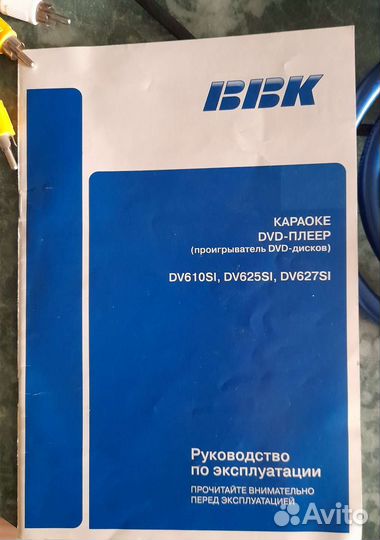 BBK
КАРАОКЕ
DVD-ПЛЕЕР
(проигрыватель DVD-дисков)
DV610SI, DV625SI, DV627SI
Руководство
по эксплуатации
ПРОЧИТАЙТЕ ВНИМАТЕЛЬНО
ПЕРЕД ЭКСПЛУАТАЦИЕЙ
Avito